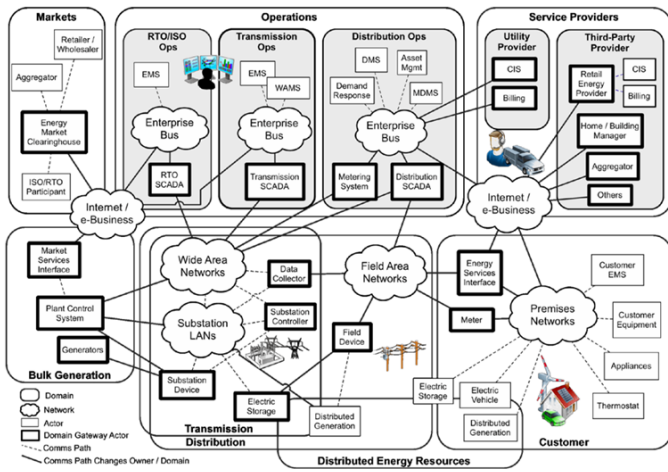 Markets
Retailer /
Wholesaler
Aggregator
Energy
Market
Clearinghouse
ISO/RTO
Participant
Operations
RTO/ISO
Ops
EMS
Enterprise
Bus
RTO
SCADA
Transmission
Ops
EMS
WAMS
Enterprise
Bus
Transmission
SCADA
Distribution Ops
DMS
Asset
Mgmt
Demand
Response
MDMS
Enterprise
Bus
Metering
System
Distribution
SCADA
Service Providers
Utility
Provider
CIS
Billing
Third-Party
Provider
Retail
Energy
Provider
CIS
Billing
Home / Building
Manager
Aggregator
Others
Internet /
e-Business
Internet /
e-Business
Market
Services
Interface
Plant Control
System
Generators
Bulk Generation
Wide Area
Networks
Data
Collector
Substation
LANs
Substation
Controller
Substation
Device
Field Area
Networks
Field
Device
Electric
Storage
Distributed
Generation
Transmission
Distribution
Energy
Services
Interface
Meter
Premises
Networks
Customer
EMS
Customer
Equipment
Appliances
Thermostat
Electric
Storage
Electric
Vehicle
Distributed
Generation
Customer
Distributed Energy Resources
Domain
Network
Actor
Domain Gateway Actor
Comms Path
Comms Path Changes Owner / Domain